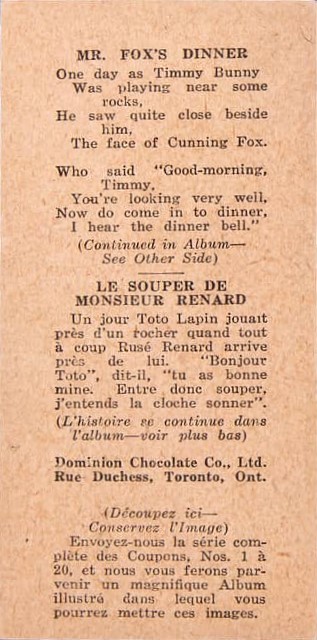 MR. FOX'S DINNER
One day as Timmy Bunny
Was playing near some
rocks,
He saw quite close beside
him,
The face of Cunning Fox.
Who said "Good-morning,
Timmy,
You're looking very well,
Now do come in to dinner,
I hear the dinner bell."
(Continued in Album—
See Other Side)
LE SOUPER DE
MONSIEUR RENARD
Un jour Toto Lapin jouait
près d'un rocher quand tout
à coup Rusé Renard arrive
près de lui. "Bonjour
Toto", dit-il, "tu as bonne
mine. Entre donc souper,
j'entends la cloche sonner".
(L'histoire se continue dans
l'album—voir plus bas)
Dominion Chocolate Co., Ltd.
Rue Duchess, Toronto, Ont.
(Découpez ici—
Conservez l'Image)
Envoyez-nous la série com-
plète des Coupons, Nos. 1 à
20, et nous vous ferons par-
venir un magnifique Album
illustré dans lequel vous
pourrez mettre ces images.